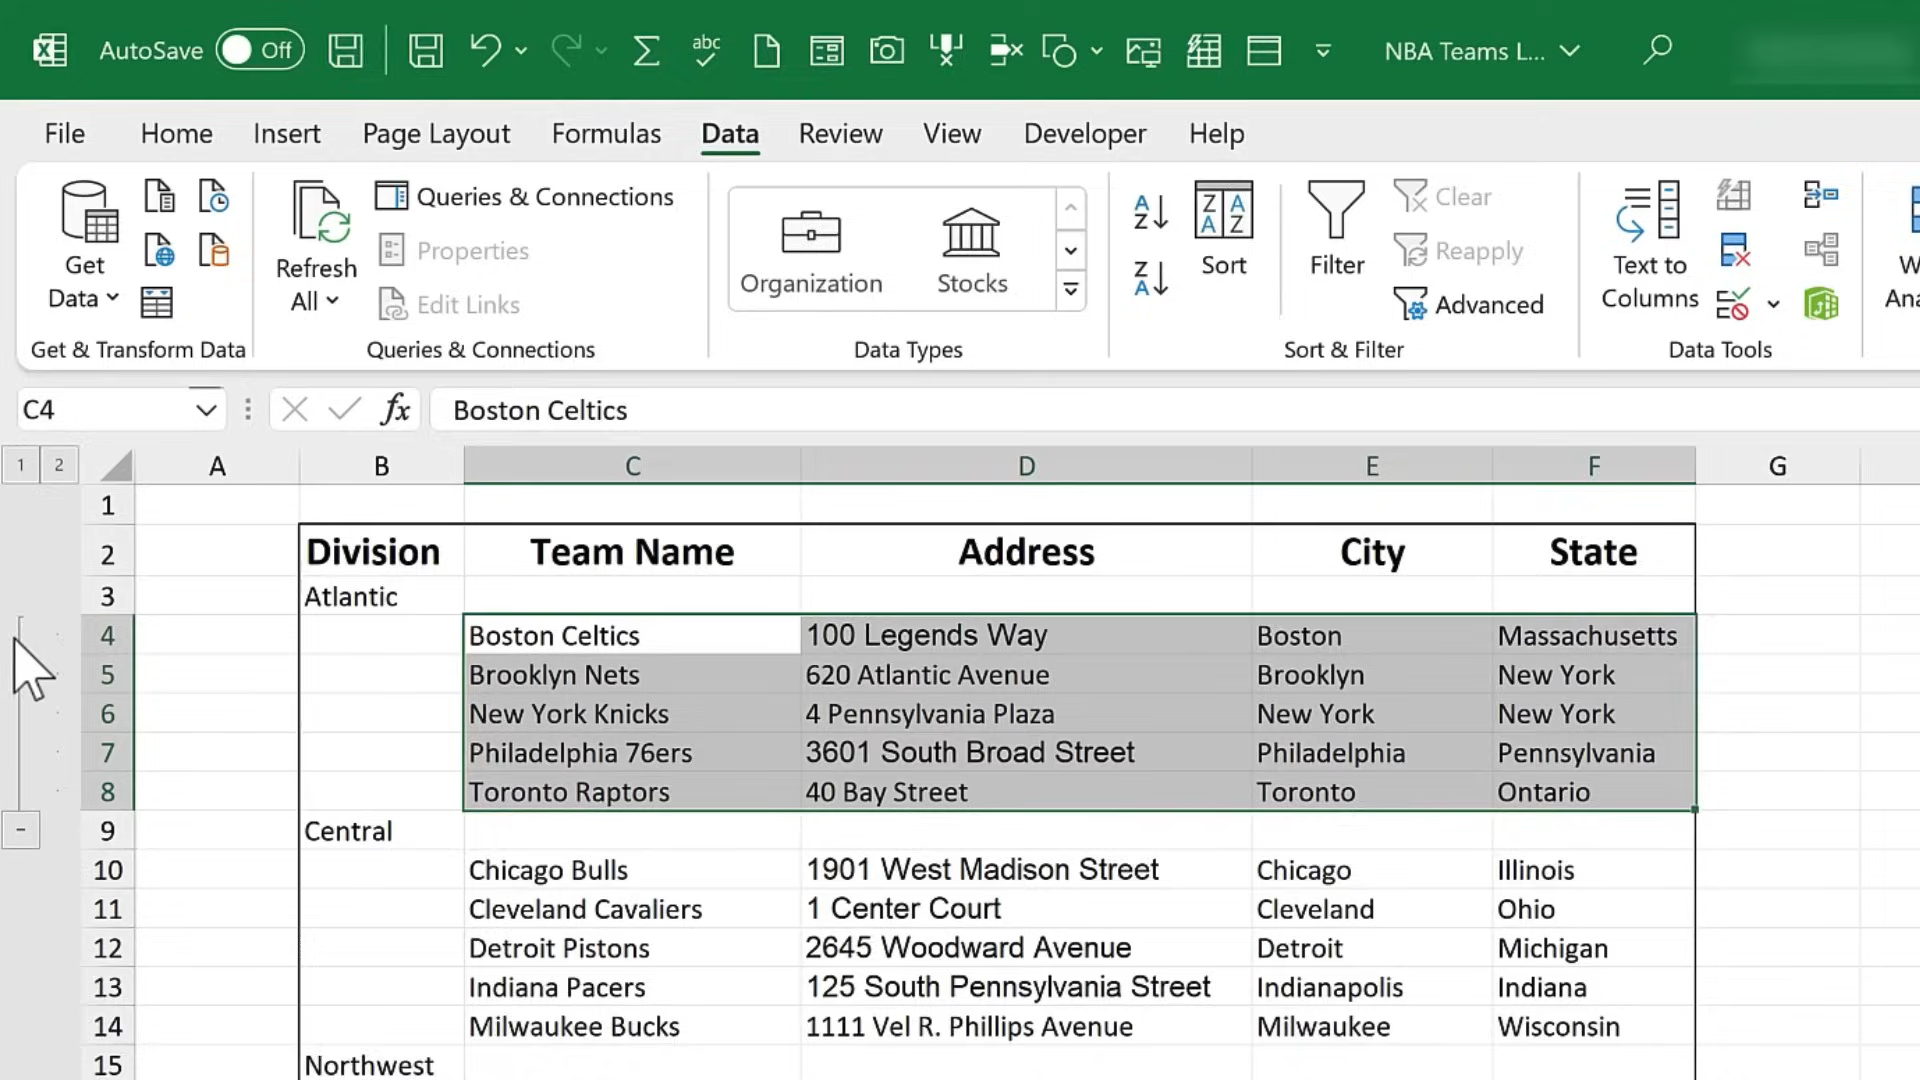 AutoSave Off abc NBA Teams L...
File Home Insert Page Layout Formulas Data Review View Developer Help
Get Data
Refresh All
Queries & Connections
Properties
Edit Links
Organization Stocks
A Z
Z A
Z A A Z
Sort
Filter
Clear
Reapply
Advanced
Text to Columns
Get & Transform Data Queries & Connections Data Types Sort & Filter Data Tools
C4 fx Boston Celtics
1 2 A B C D E F G
1
2 Division Team Name Address City State
3 Atlantic
4 Boston Celtics 100 Legends Way Boston Massachusetts
5 Brooklyn Nets 620 Atlantic Avenue Brooklyn New York
6 New York Knicks 4 Pennsylvania Plaza New York New York
7 Philadelphia 76ers 3601 South Broad Street Philadelphia Pennsylvania
8 Toronto Raptors 40 Bay Street Toronto Ontario
9 Central
10 Chicago Bulls 1901 West Madison Street Chicago Illinois
11 Cleveland Cavaliers 1 Center Court Cleveland Ohio
12 Detroit Pistons 2645 Woodward Avenue Detroit Michigan
13 Indiana Pacers 125 South Pennsylvania Street Indianapolis Indiana
14 Milwaukee Bucks 1111 Vel R. Phillips Avenue Milwaukee Wisconsin
15 Northwest